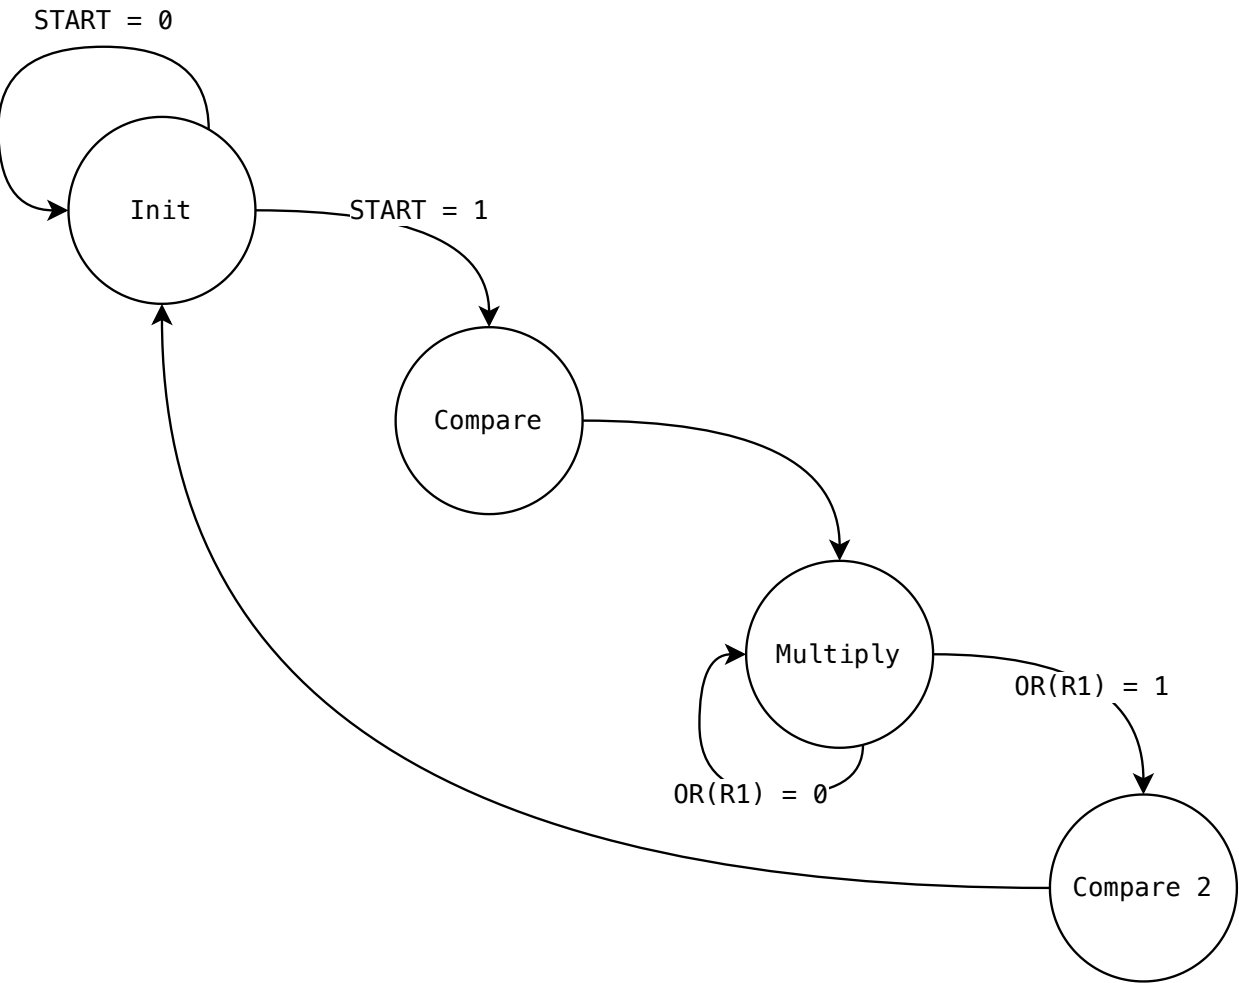 START = 0
Init
START = 1
Compare
Multiply
OR(R1) = 1
OR(R1) = 0
Compare 2